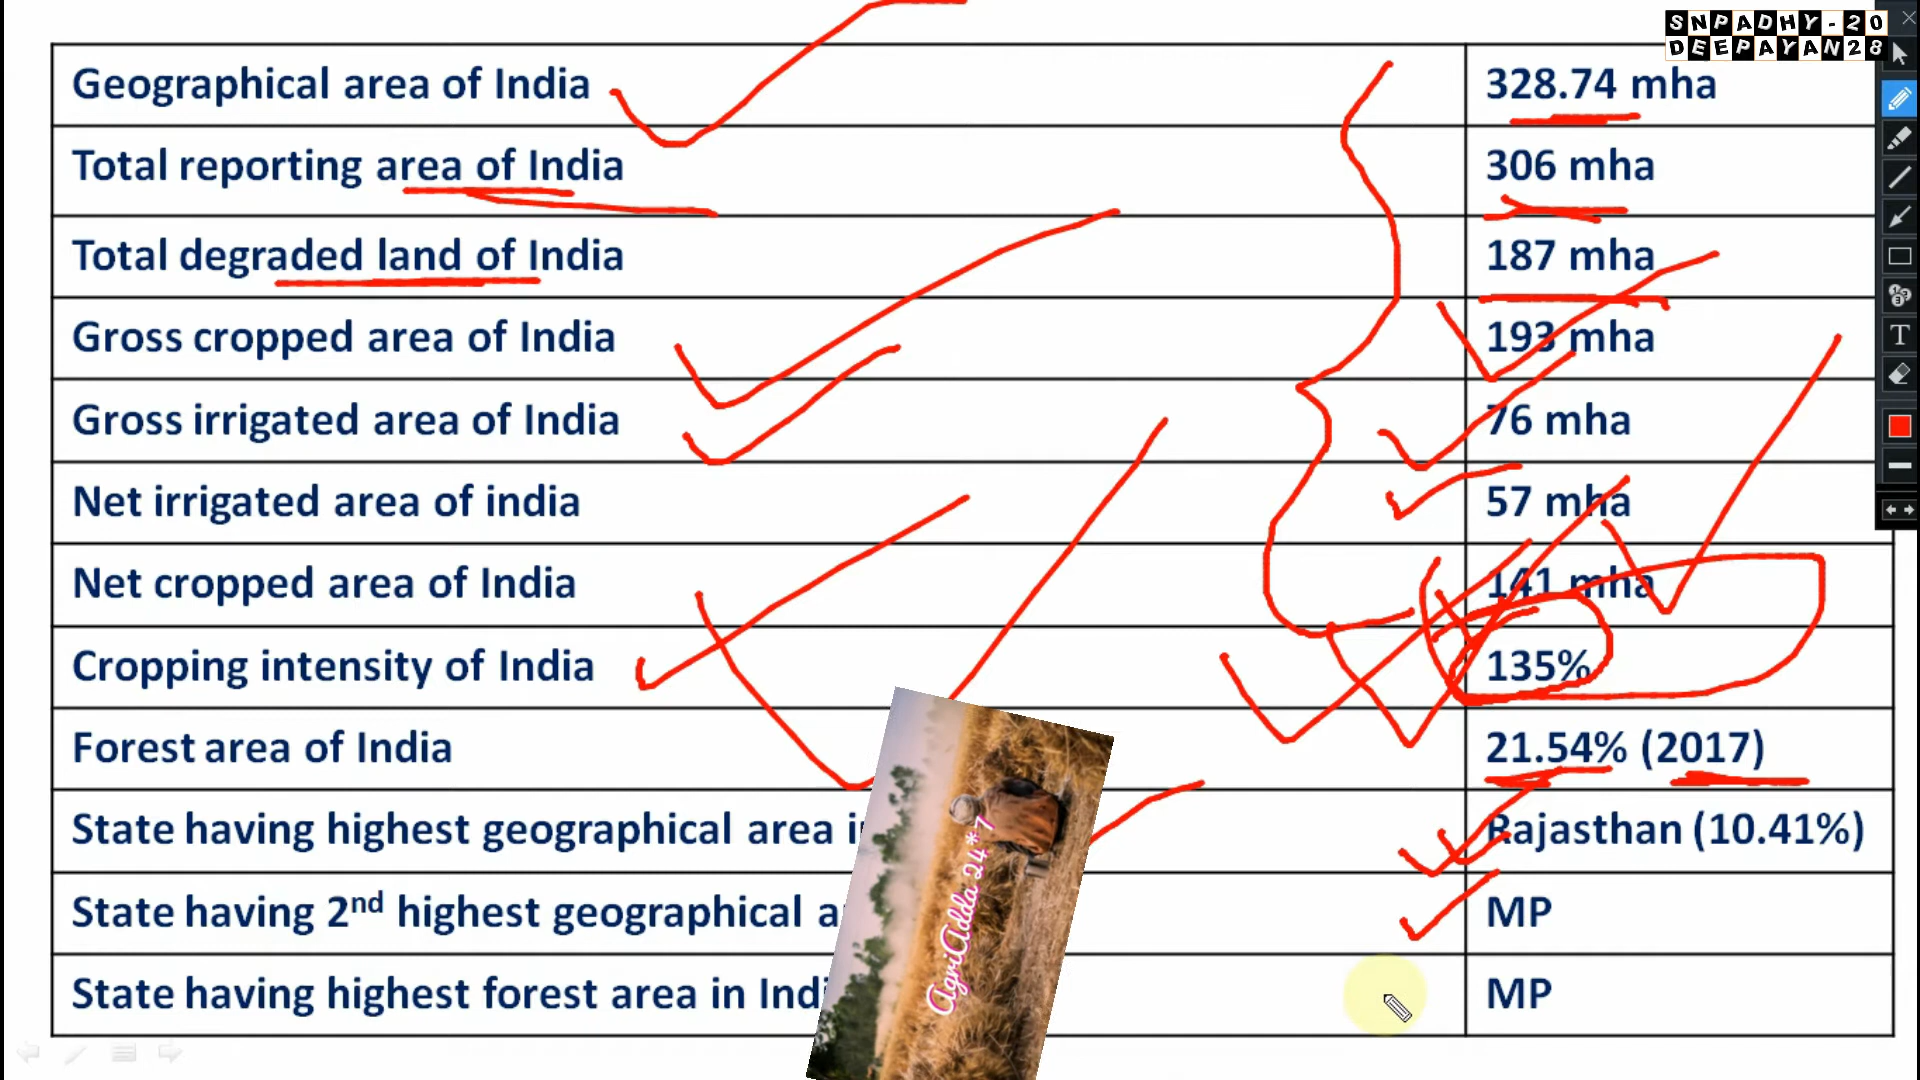 SNPADHY-20
DEEPAYAN28
Geographical area of India 328.74 mha
Total reporting area of India 306 mha
Total degraded land of India 187 mha
Gross cropped area of India 193 mha
Gross irrigated area of India 76 mha
Net irrigated area of india 57 mha
Net cropped area of India 141 mha
Cropping intensity of India 135%
Forest area of India 21.54% (2017)
State having highest geographical area Rajasthan (10.41%)
State having 2nd highest geographical MP
State having highest forest area in MP
AgriAdda 24*7